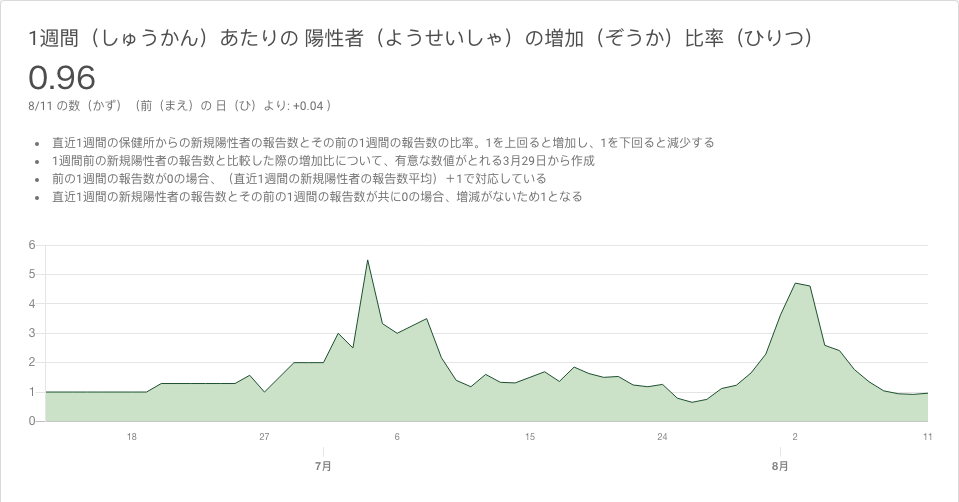 1週間（しゅうかん）あたりの 陽性者（ようせいしゃ）の増加（ぞうか）比率（ひりつ）
0.96
8/11 の数（かず）（前（まえ）の 日（ひ）より: +0.04 ）
• 直近1週間の保健所からの新規陽性者の報告数とその前の1週間の報告数の比率。1を上回ると増加し、1を下回ると減少する
• 1週間前の新規陽性者の報告数と比較した際の増加比について、有意な数値がとれる3月29日から作成
• 前の1週間の報告数が0の場合、（直近1週間の新規陽性者の報告数平均）＋1で対応している
• 直近1週間の新規陽性者の報告数とその前の1週間の報告数が共に0の場合、増減がないため1となる
6
5
4
3
2
1
0
18 27 6 15 24 2 11
7月 8月